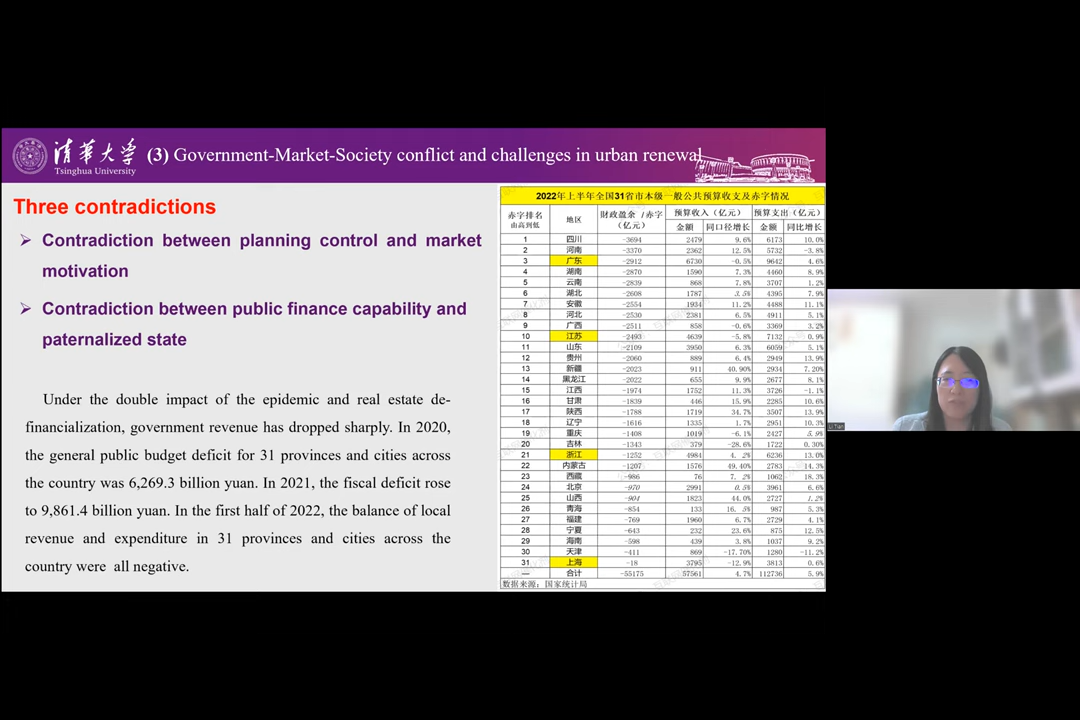 清华大学
Tsinghua University
(3) Government-Market-Society conflict and challenges in urban renewal
Three contradictions
➢ Contradiction between planning control and market
motivation
➢ Contradiction between public finance capability and
paternalized state
Under the double impact of the epidemic and real estate de-
financialization, government revenue has dropped sharply. In 2020,
the general public budget deficit for 31 provinces and cities across
the country was 6,269.3 billion yuan. In 2021, the fiscal deficit rose
to 9,861.4 billion yuan. In the first half of 2022, the balance of local
revenue and expenditure in 31 provinces and cities across the
country were all negative.
2022年上半年全国31省市本级一般公共预算收支及赤字情况
赤字排名 由高到低 地区 财政盈余/赤字 (亿元) 预算收入(亿元) 预算支出(亿元)
金额 同口径增长 金额 同比增长
1 四川 -3694 2479 9.6% 6173 10.0%
2 河南 -3370 2362 12.5% 5732 -3.8%
3 广东 -2912 6730 -0.5% 9642 4.6%
4 湖南 -2870 1590 7.3% 4460 8.9%
5 云南 -2839 868 7.8% 3707 1.2%
6 湖北 -2608 1787 3.5% 4395 7.9%
7 安徽 -2554 1934 11.2% 4488 11.1%
8 河北 -2530 2381 6.5% 4911 5.1%
9 广西 -2511 858 -0.6% 3369 3.2%
10 江苏 -2493 4639 -5.8% 7132 0.9%
11 山东 -2109 3950 6.3% 6059 5.1%
12 贵州 -2060 889 6.4% 2949 13.9%
13 新疆 -2023 911 40.90% 2934 7.20%
14 黑龙江 -2022 655 9.9% 2677 8.1%
15 江西 -1974 1752 11.3% 3726 -1.1%
16 甘肃 -1839 446 15.9% 2285 10.6%
17 陕西 -1788 1719 34.7% 3507 13.9%
18 辽宁 -1616 1335 1.7% 2951 10.3%
19 重庆 -1408 1019 -6.1% 2427 5.9%
20 吉林 -1343 379 -28.6% 1722 0.30%
21 浙江 -1252 4984 4.2% 6236 13.0%
22 内蒙古 -1207 1576 49.40% 2783 14.3%
23 西藏 -986 76 7.2% 1062 18.3%
24 北京 -970 2991 0.5% 3961 6.6%
25 山西 -904 1823 44.0% 2727 1.2%
26 青海 -854 133 16.5% 987 5.3%
27 福建 -769 1960 6.7% 2729 4.1%
28 宁夏 -643 232 23.6% 875 12.5%
29 海南 -598 439 3.8% 1037 9.2%
30 天津 -411 869 -17.70% 1280 -11.2%
31 上海 -18 3795 -12.9% 3813 0.6%
— 合计 -55175 57561 4.7% 112736 5.9%
数据来源：国家统计局
Li Tian